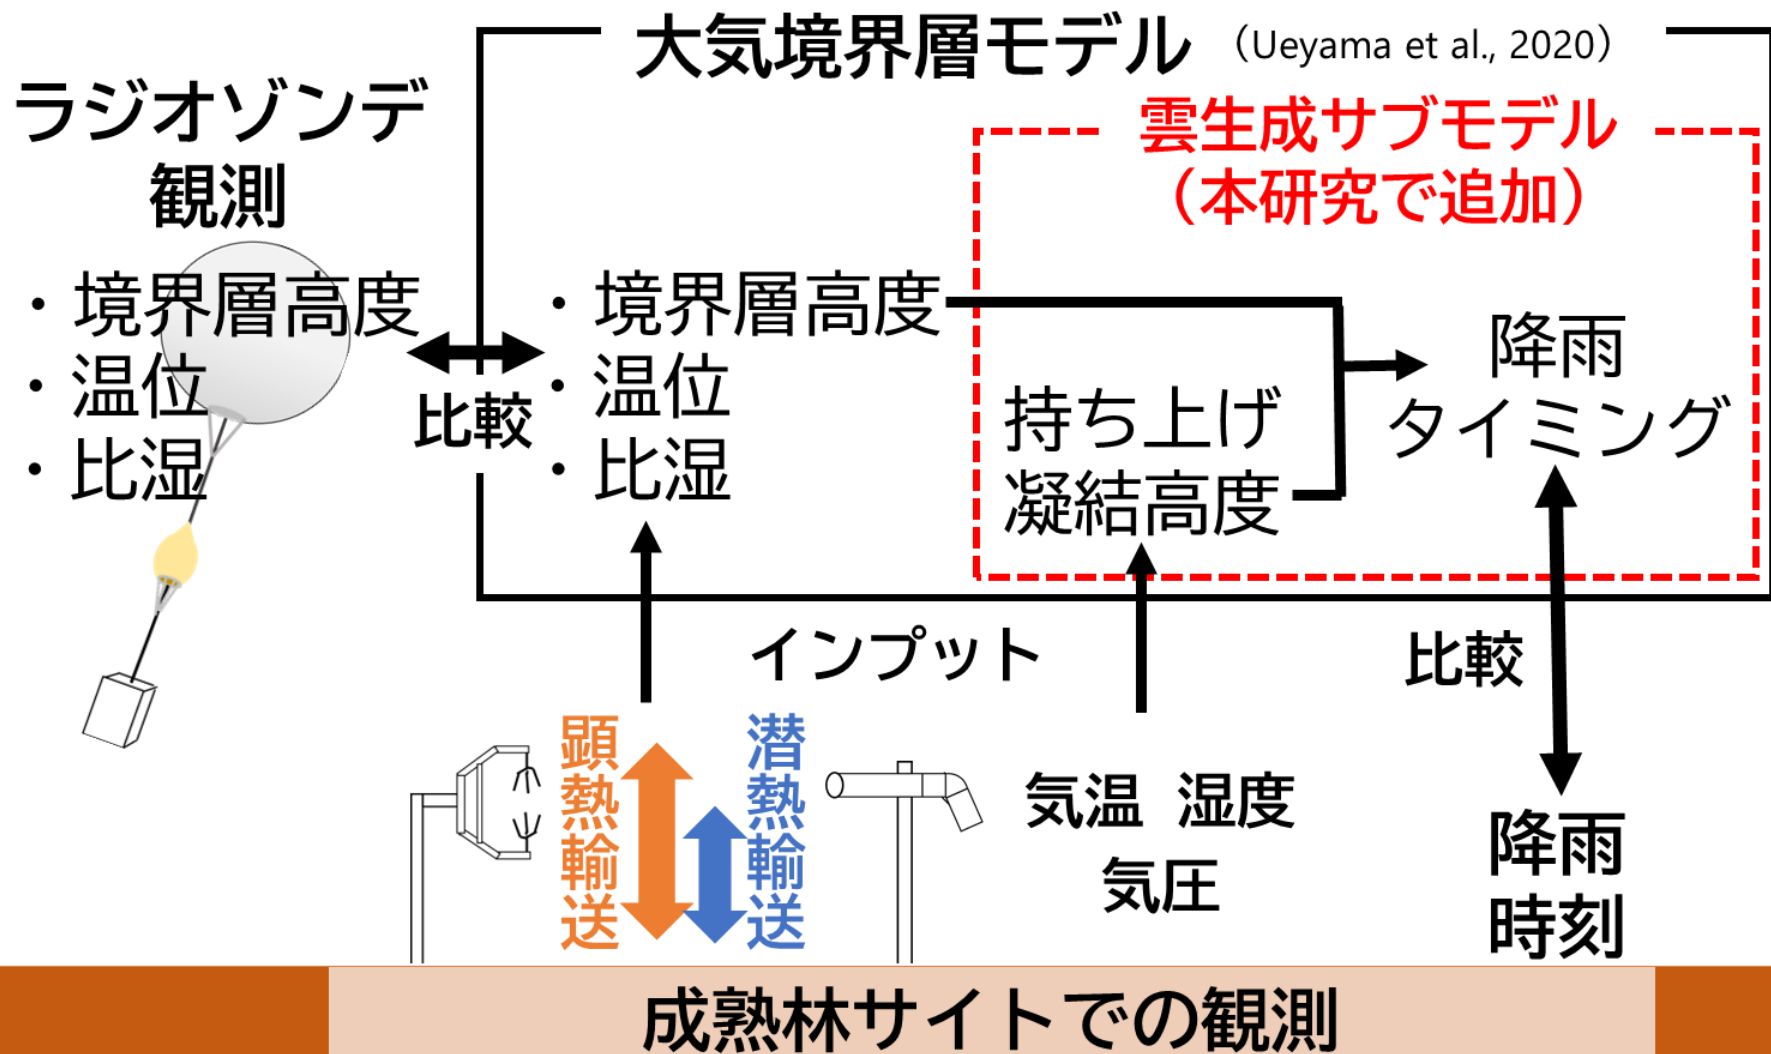 大気境界層モデル (Ueyama et al., 2020)
ラジオゾンデ
観測
・境界層高度
・温位
・比湿
比較
・境界層高度
・温位
・比湿
雲生成サブモデル
(本研究で追加)
持ち上げ
凝結高度
降雨
タイミング
インプット
比較
顕熱輸送
潜熱輸送
気温 湿度
気圧
降雨
時刻
成熟林サイトでの観測